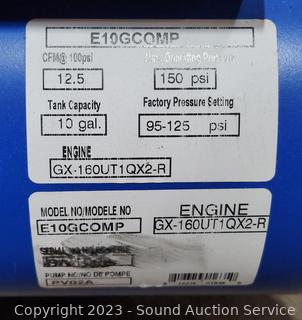 E10GCOMP
CFM@ 100psi
12.5
150 psi
Tank Capacity
Factory Pressure Setting
10 gal.
95-125 psi
ENGINE
GX-160UT1QX2-R
MODEL NO/MODELE NO
ENGINE
E10GCOMP
GX-160UT1QX2-R
PUMP NO/NO DE POMPE
PV02A
Copyright 2023 - Sound Auction Service